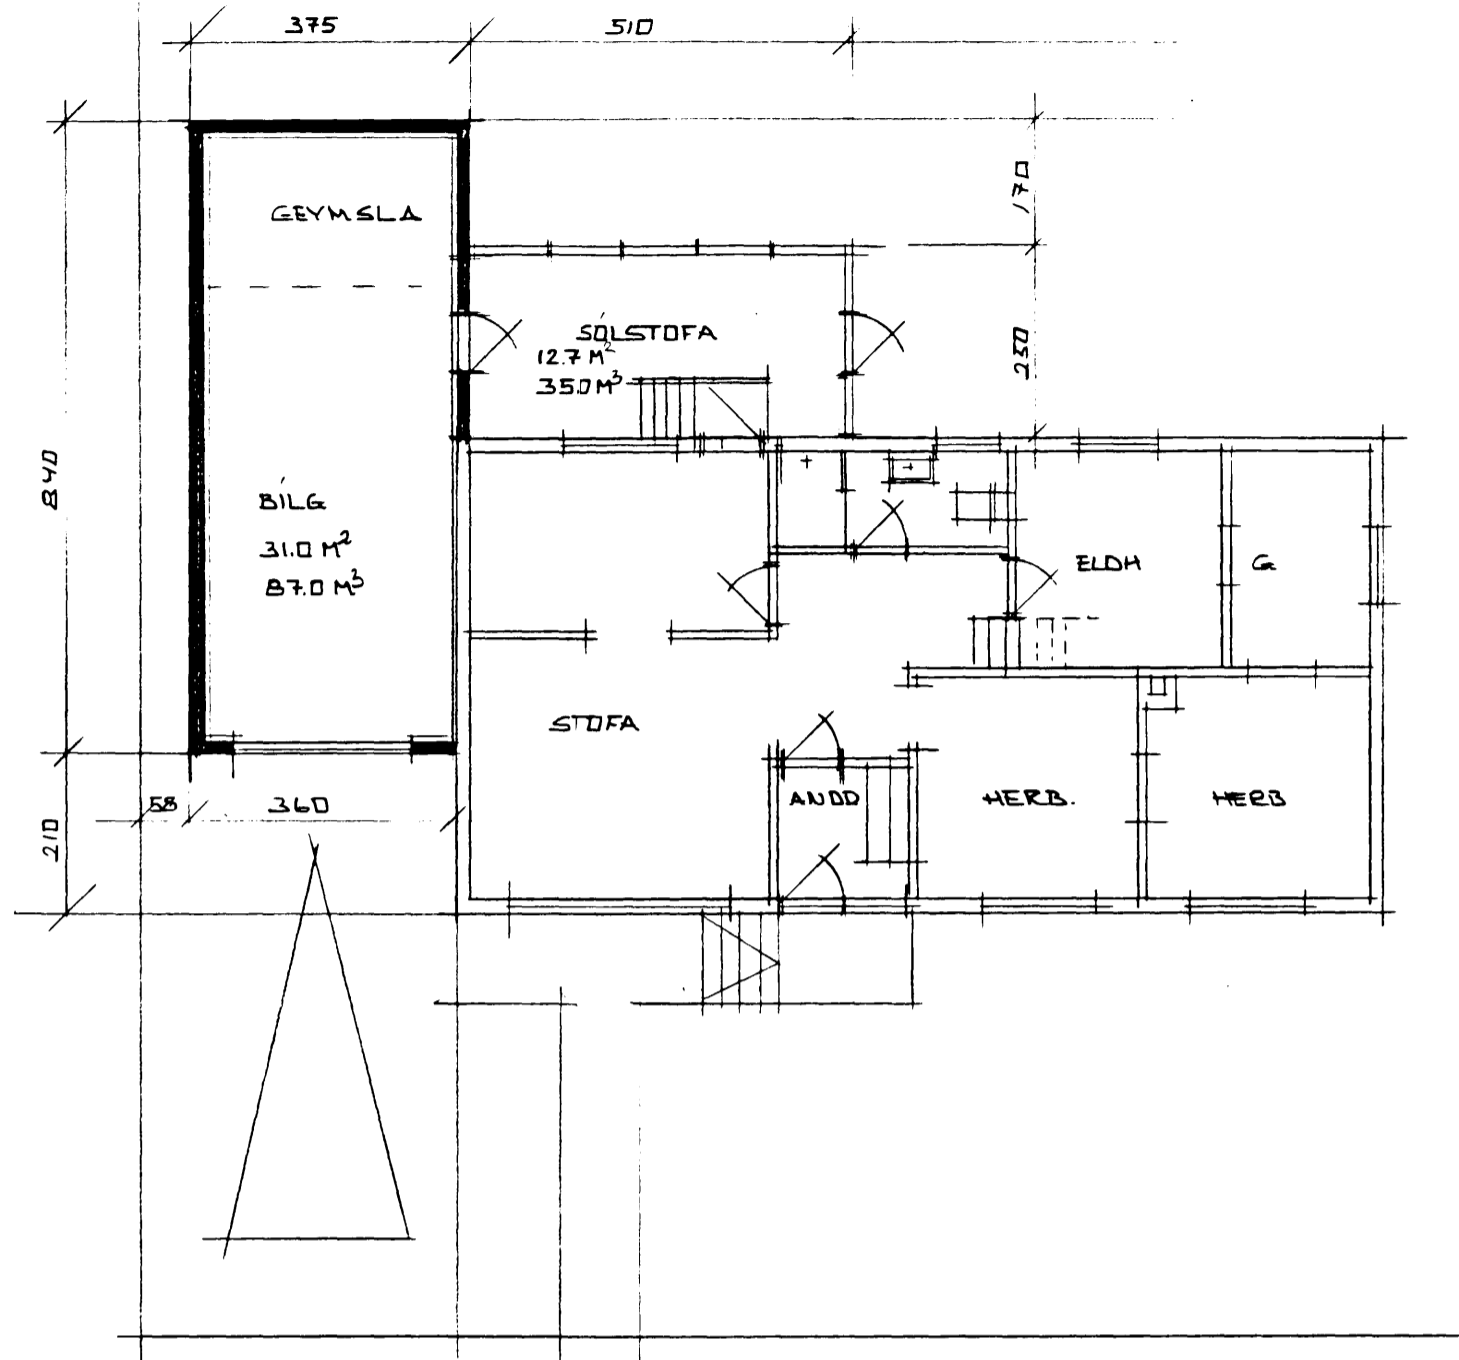 375
510
170
GEYMSLA
SÓLSTOFA
12.7 M²
35.0 M³
250
840
BÍLG
31.0 M²
87.0 M³
ELDH
G
STOFA
58
360
210
ANDD
HERB.
HERB